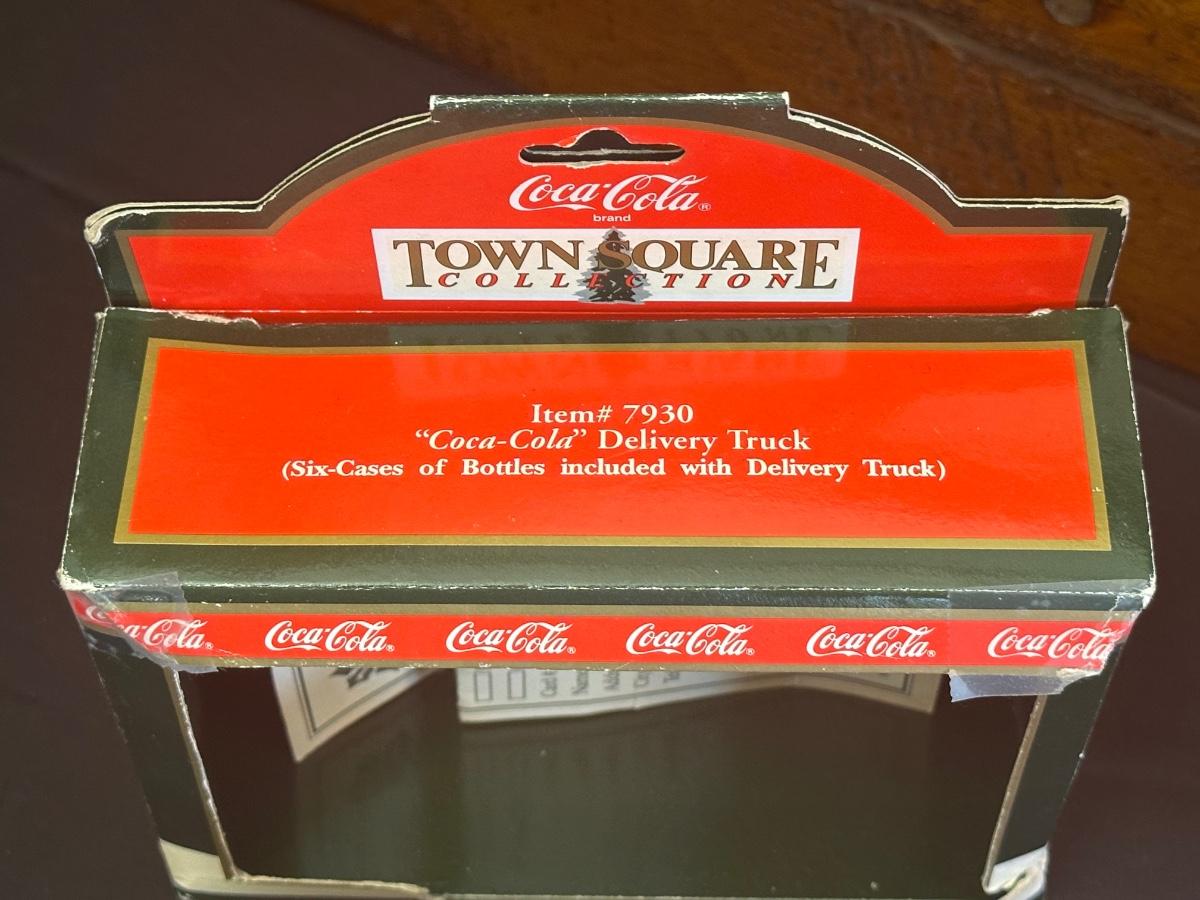 Coca-Cola®
brand
TOWN SQUARE
COLLECTION
Item# 7930
“Coca-Cola” Delivery Truck
(Six-Cases of Bottles included with Delivery Truck)
Coca-Cola® Coca-Cola® Coca-Cola® Coca-Cola® Coca-Cola® Coca-Cola